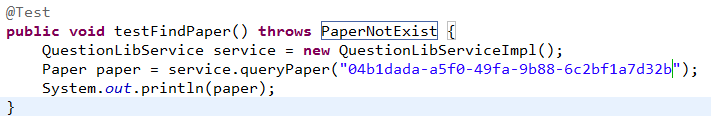 @Test
public void testFindPaper() throws PaperNotExist {
    QuestionLibService service = new QuestionLibServiceImpl();
    Paper paper = service.queryPaper("04b1dada-a5f0-49fa-9b88-6c2bf1a7d32b");
    System.out.println(paper);
}